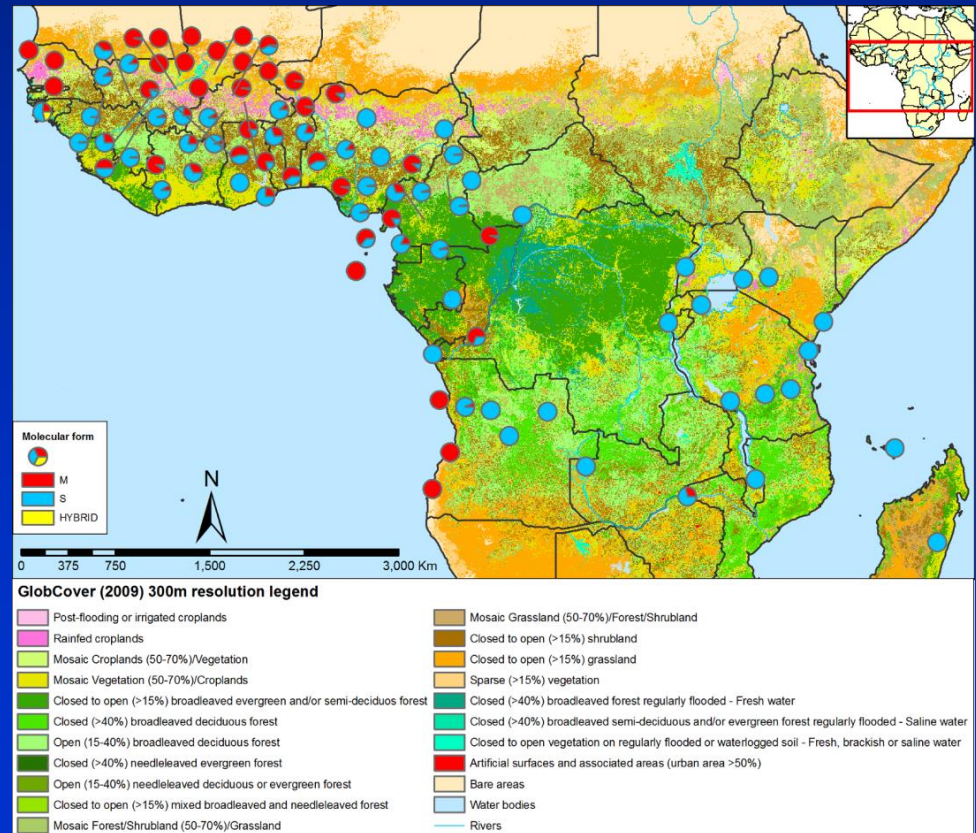 Molecular form
M
S
HYBRID
N
0 375 750 1,500 2,250 3,000 Km
GlobCover (2009) 300m resolution legend
Post-flooding or irrigated croplands
Rainfed croplands
Mosaic Croplands (50-70%)/Vegetation
Mosaic Vegetation (50-70%)/Croplands
Closed to open (>15%) broadleaved evergreen and/or semi-deciduos forest
Closed (>40%) broadleaved deciduous forest
Open (15-40%) broadleaved deciduous forest
Closed (>40%) needleleaved evergreen forest
Open (15-40%) needleleaved deciduous or evergreen forest
Closed to open (>15%) mixed broadleaved and needleleaved forest
Mosaic Forest/Shrubland (50-70%)/Grassland
Mosaic Grassland (50-70%)/Forest/Shrubland
Closed to open (>15%) shrubland
Closed to open (>15%) grassland
Sparse (>15%) vegetation
Closed (>40%) broadleaved forest regularly flooded - Fresh water
Closed (>40%) broadleaved semi-deciduous and/or evergreen forest regularly flooded - Saline water
Closed to open vegetation on regularly flooded or waterlogged soil - Fresh, brackish or saline water
Artificial surfaces and associated areas (urban area >50%)
Bare areas
Water bodies
Rivers